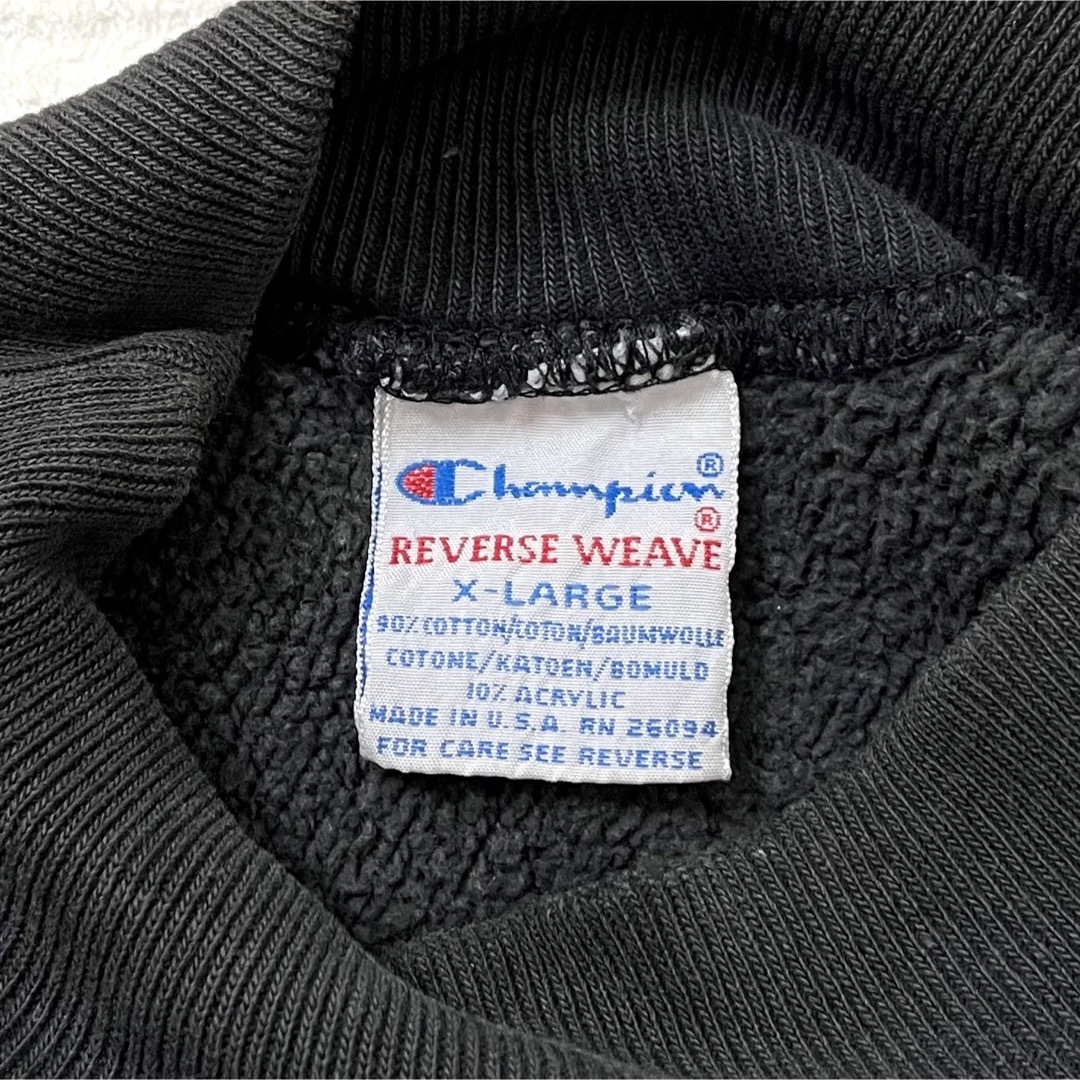 Champion®
®
REVERSE WEAVE
X-LARGE
90% COTTON/COTON/BAUMWOLLE
COTONE/KATOEN/BOMULD
10% ACRYLIC
MADE IN U.S.A. RN 26094
FOR CARE SEE REVERSE